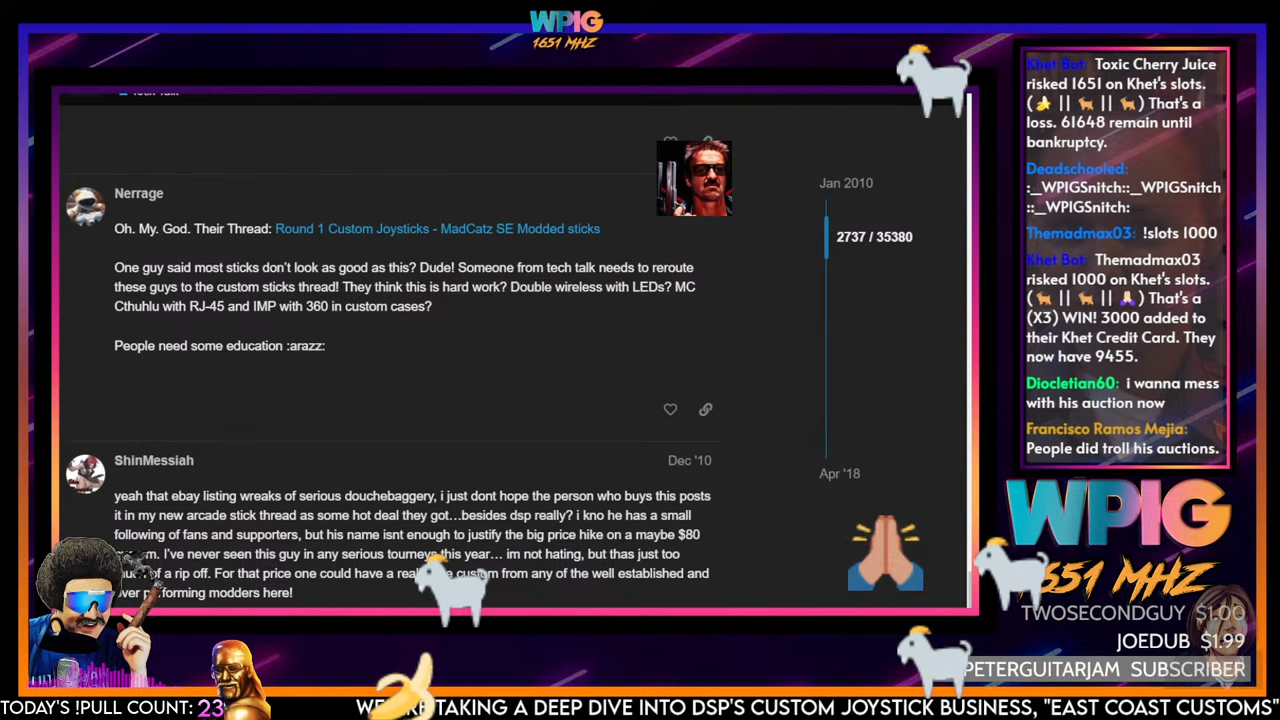 WPIG
1651 MHZ
Tech Talk
Nerrage
Oh. My. God. Their Thread: Round 1 Custom Joysticks - MadCatz SE Modded sticks
One guy said most sticks don't look as good as this? Dude! Someone from tech talk needs to reroute
these guys to the custom sticks thread! They think this is hard work? Double wireless with LEDs? MC
Cthuhlu with RJ-45 and IMP with 360 in custom cases?
People need some education :arazz:
Jan 2010
2737 / 35380
Apr '18
ShinMessiah
Dec '10
yeah that ebay listing wreaks of serious douchebaggery, i just dont hope the person who buys this posts
it in my new arcade stick thread as some hot deal they got…besides dsp really? i kno he has a small
following of fans and supporters, but his name isnt enough to justify the big price hike on a maybe $80
I've never seen this guy in any serious tourneys this year… im not hating, but thas just too
of a rip off. For that price one could have a custom from any of the well established and
performing modders here!
Khet Bot: Toxic Cherry Juice
risked 1651 on Khet's slots.
(🍌 || 🐐 || 🐐) That's a
loss. 61648 remain until
bankruptcy.
Deadschooled:
:__WPIGSnitch::__WPIGSnitch
::__WPIGSnitch:
Themadmax03: !slots 1000
Khet Bot: Themadmax03
risked 1000 on Khet's slots.
(🐐 || 🐐 || 🙏) That's a
(X3) WIN! 3000 added to
their Khet Credit Card. They
now have 9455.
Diocletian60: i wanna mess
with his auction now
Francisco Ramos Mejia:
People did troll his auctions.
WPIG
1651 MHZ
TWOSECONDGUY $1.00
JOEDUB $1.99
PETERGUITARJAM SUBSCRIBER
TODAY'S !PULL COUNT: 23
TAKING A DEEP DIVE INTO DSP'S CUSTOM JOYSTICK BUSINESS, "EAST COAST CUSTOMS"